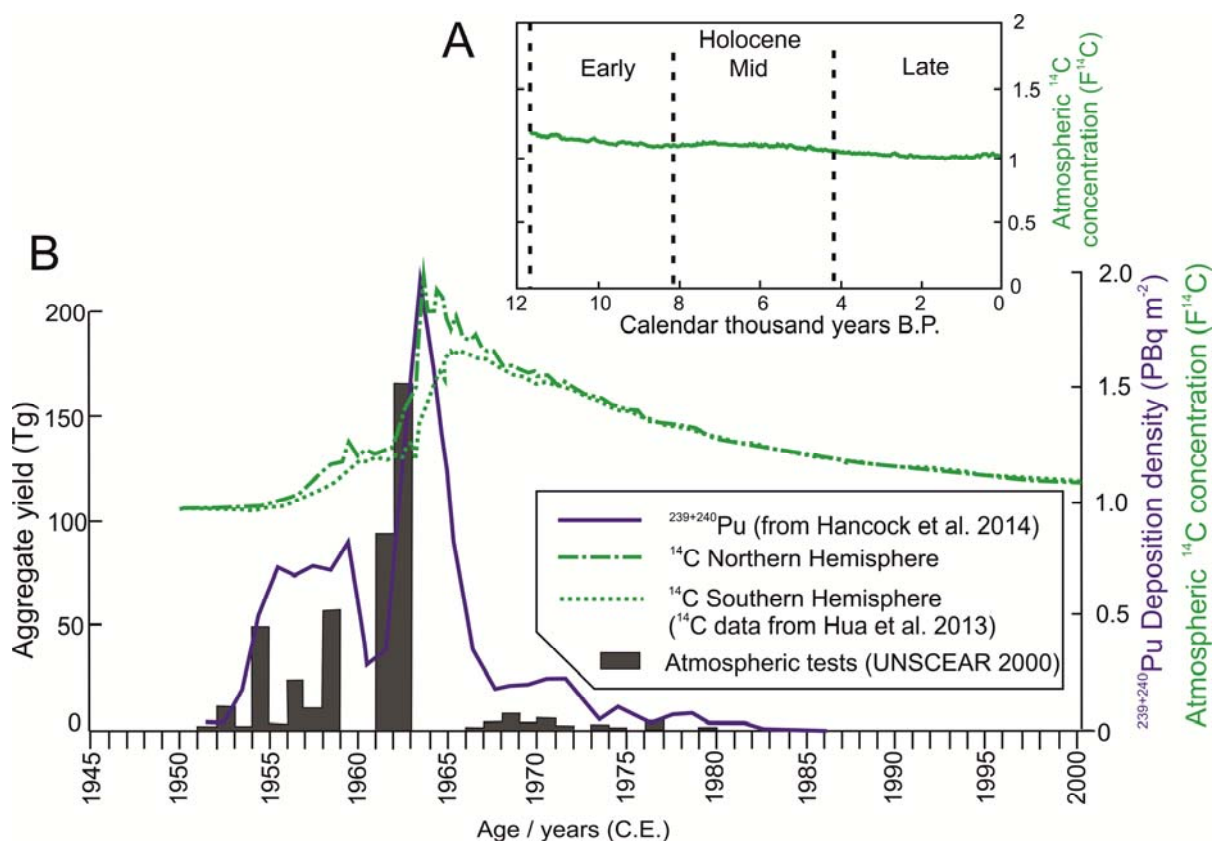 A
Holocene
Early
Mid
Late
2
1.5
1
0.5
0
Atmospheric ¹⁴C
concentration (F¹⁴C)
12
10
8
6
4
2
0
Calendar thousand years B.P.
B
200
150
100
50
0
Aggregate yield (Tg)
2.0
1.5
1.0
0.5
0
²³⁹⁺²⁴⁰Pu Deposition density (PBq m⁻²)
Atmospheric ¹⁴C concentration (F¹⁴C)
²³⁹⁺²⁴⁰Pu (from Hancock et al. 2014)
¹⁴C Northern Hemisphere
¹⁴C Southern Hemisphere
(¹⁴C data from Hua et al. 2013)
Atmospheric tests (UNSCEAR 2000)
1945
1950
1955
1960
1965
1970
1975
1980
1985
1990
1995
2000
Age / years (C.E.)